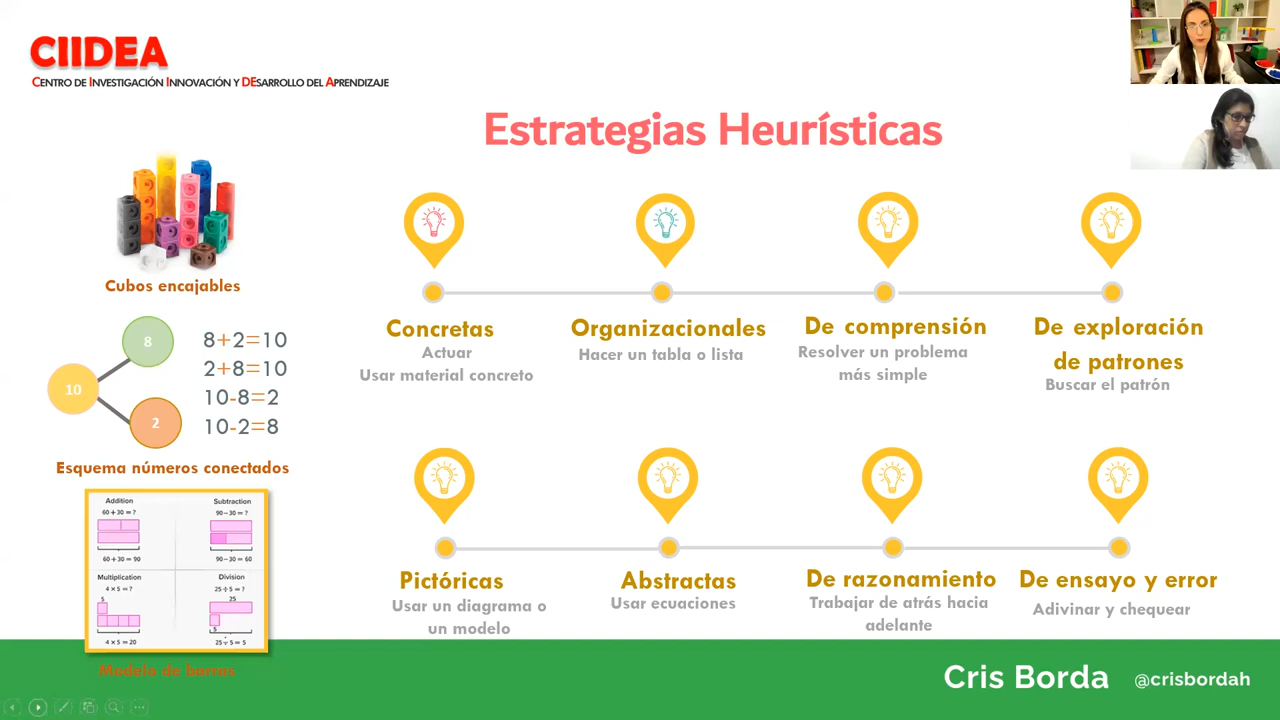 CIIDEA
CENTRO DE INVESTIGACIÓN INNOVACIÓN Y DESARROLLO DEL APRENDIZAJE
Estrategias Heurísticas
Cubos encajables
8
10
2
8+2=10
2+8=10
10-8=2
10-2=8
Esquema números conectados
Addition
60 + 30 = ?
60 + 30 = 90
Subtraction
90 – 30 = ?
90 – 30 = 60
Multiplication
4 × 5 = ?
5
4 × 5 = 20
Division
25 ÷ 5 = ?
25
5
25 ÷ 5 = 5
Modelo de barras
Concretas
Actuar
Usar material concreto
Organizacionales
Hacer un tabla o lista
De comprensión
Resolver un problema
más simple
De exploración
de patrones
Buscar el patrón
Pictóricas
Usar un diagrama o
un modelo
Abstractas
Usar ecuaciones
De razonamiento
Trabajar de atrás hacia
adelante
De ensayo y error
Adivinar y chequear
Cris Borda
@crisbordah